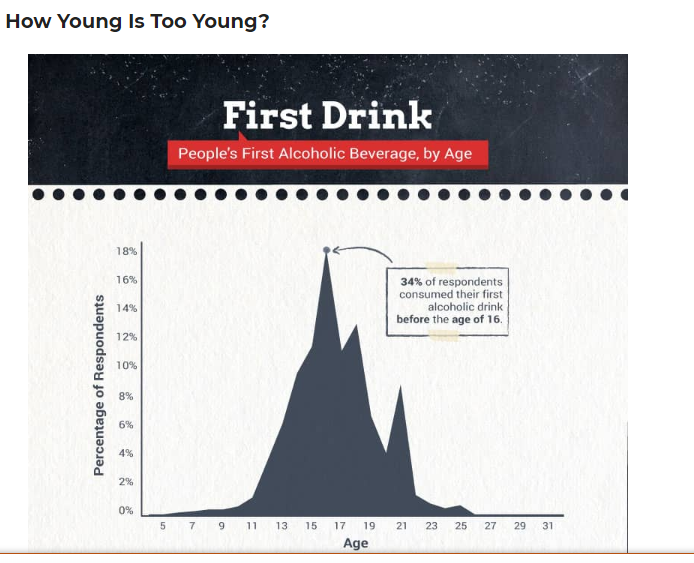 How Young Is Too Young?
First Drink
People's First Alcoholic Beverage, by Age
18%
16%
14%
12%
10%
8%
6%
4%
2%
0%
Percentage of Respondents
34% of respondents
consumed their first
alcoholic drink
before the age of 16.
5 7 9 11 13 15 17 19 21 23 25 27 29 31
Age